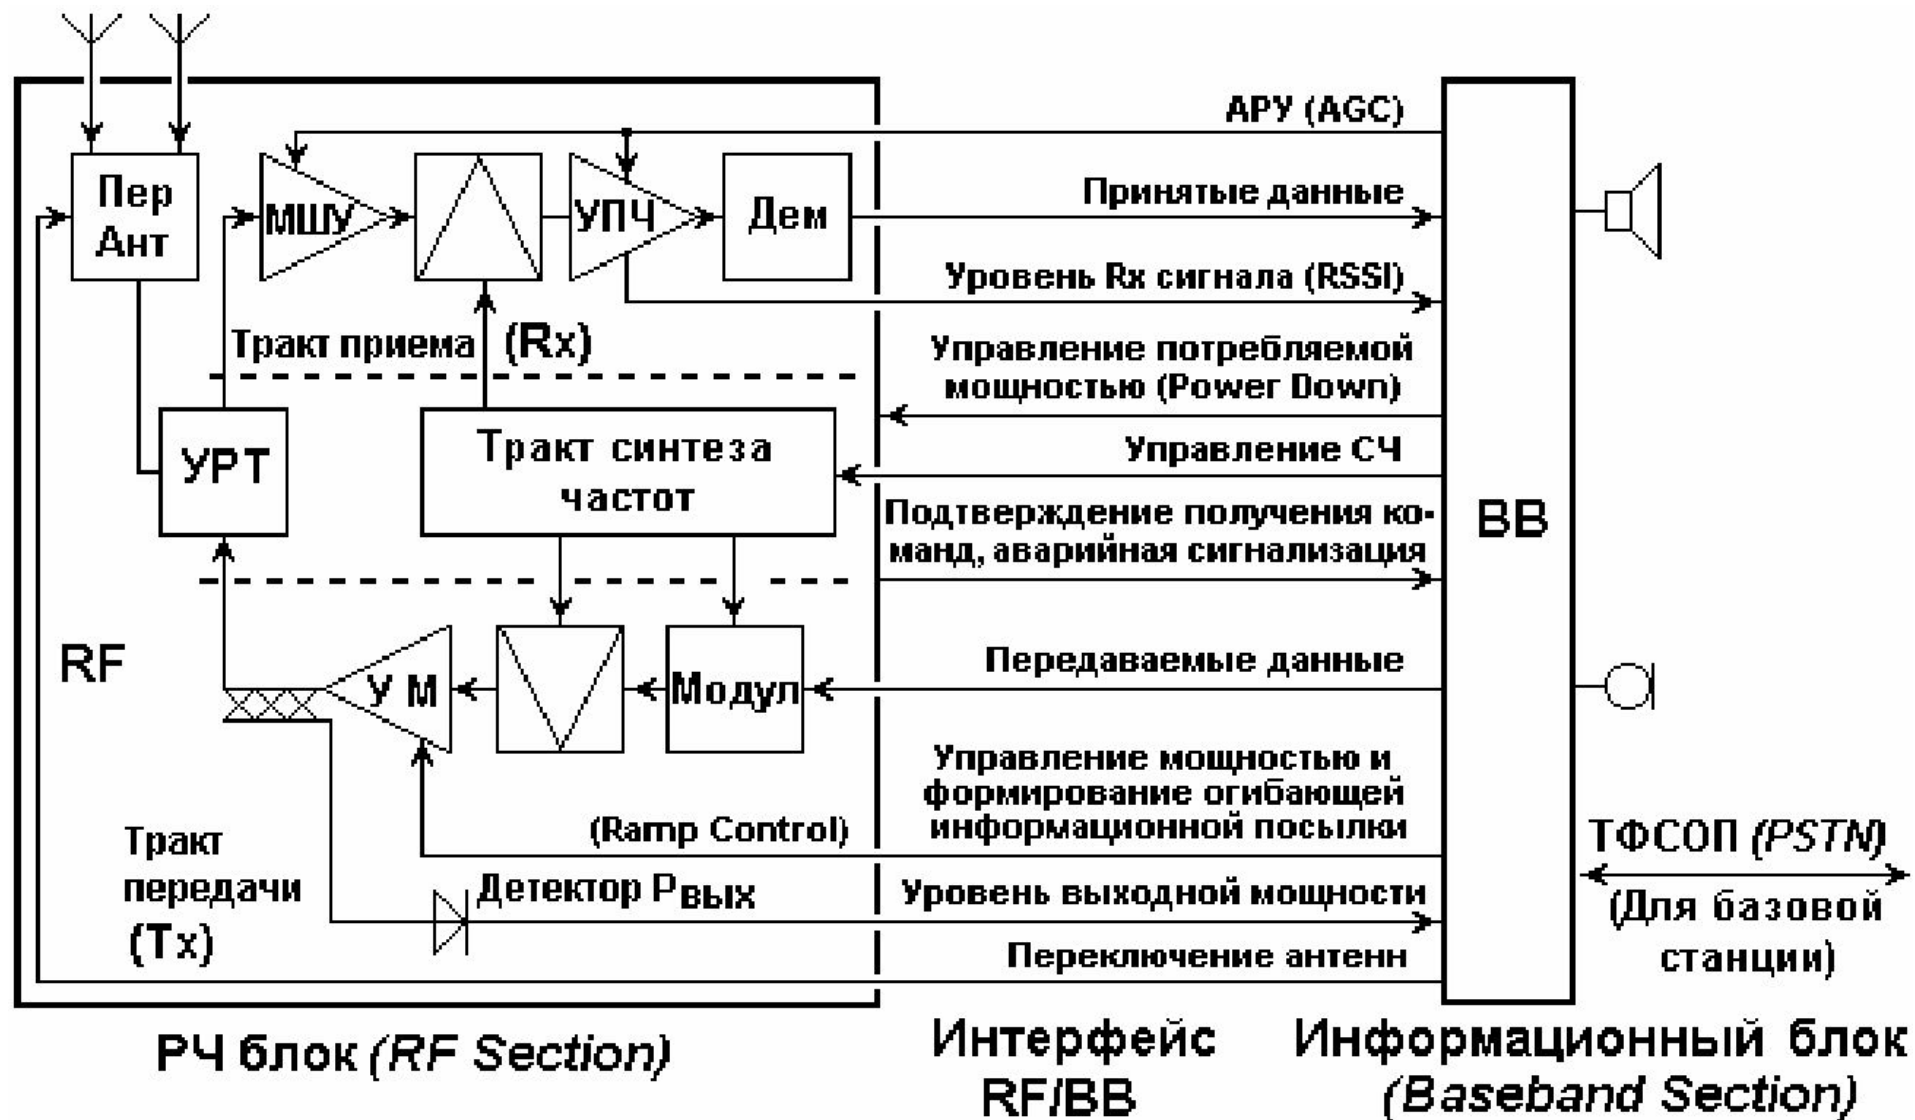 АРУ (AGC)
Пер
Ант
МШУ
УПЧ
Дем
Принятые данные
Уровень Rx сигнала (RSSI)
Тракт приема (Rx)
Управление потребляемой
мощностью (Power Down)
УРТ
Тракт синтеза
частот
Управление СЧ
Подтверждение получения ко-
манд, аварийная сигнализация
BB
RF
У М
Модул
Передаваемые данные
Управление мощностью и
формирование огибающей
информационной посылки
(Ramp Control)
Тракт
передачи
(Тх)
Детектор Рвых
Уровень выходной мощности
Переключение антенн
ТФСОП (PSTN)
(Для базовой
станции)
РЧ блок (RF Section)
Интерфейс
RF/BB
Информационный блок
(Baseband Section)